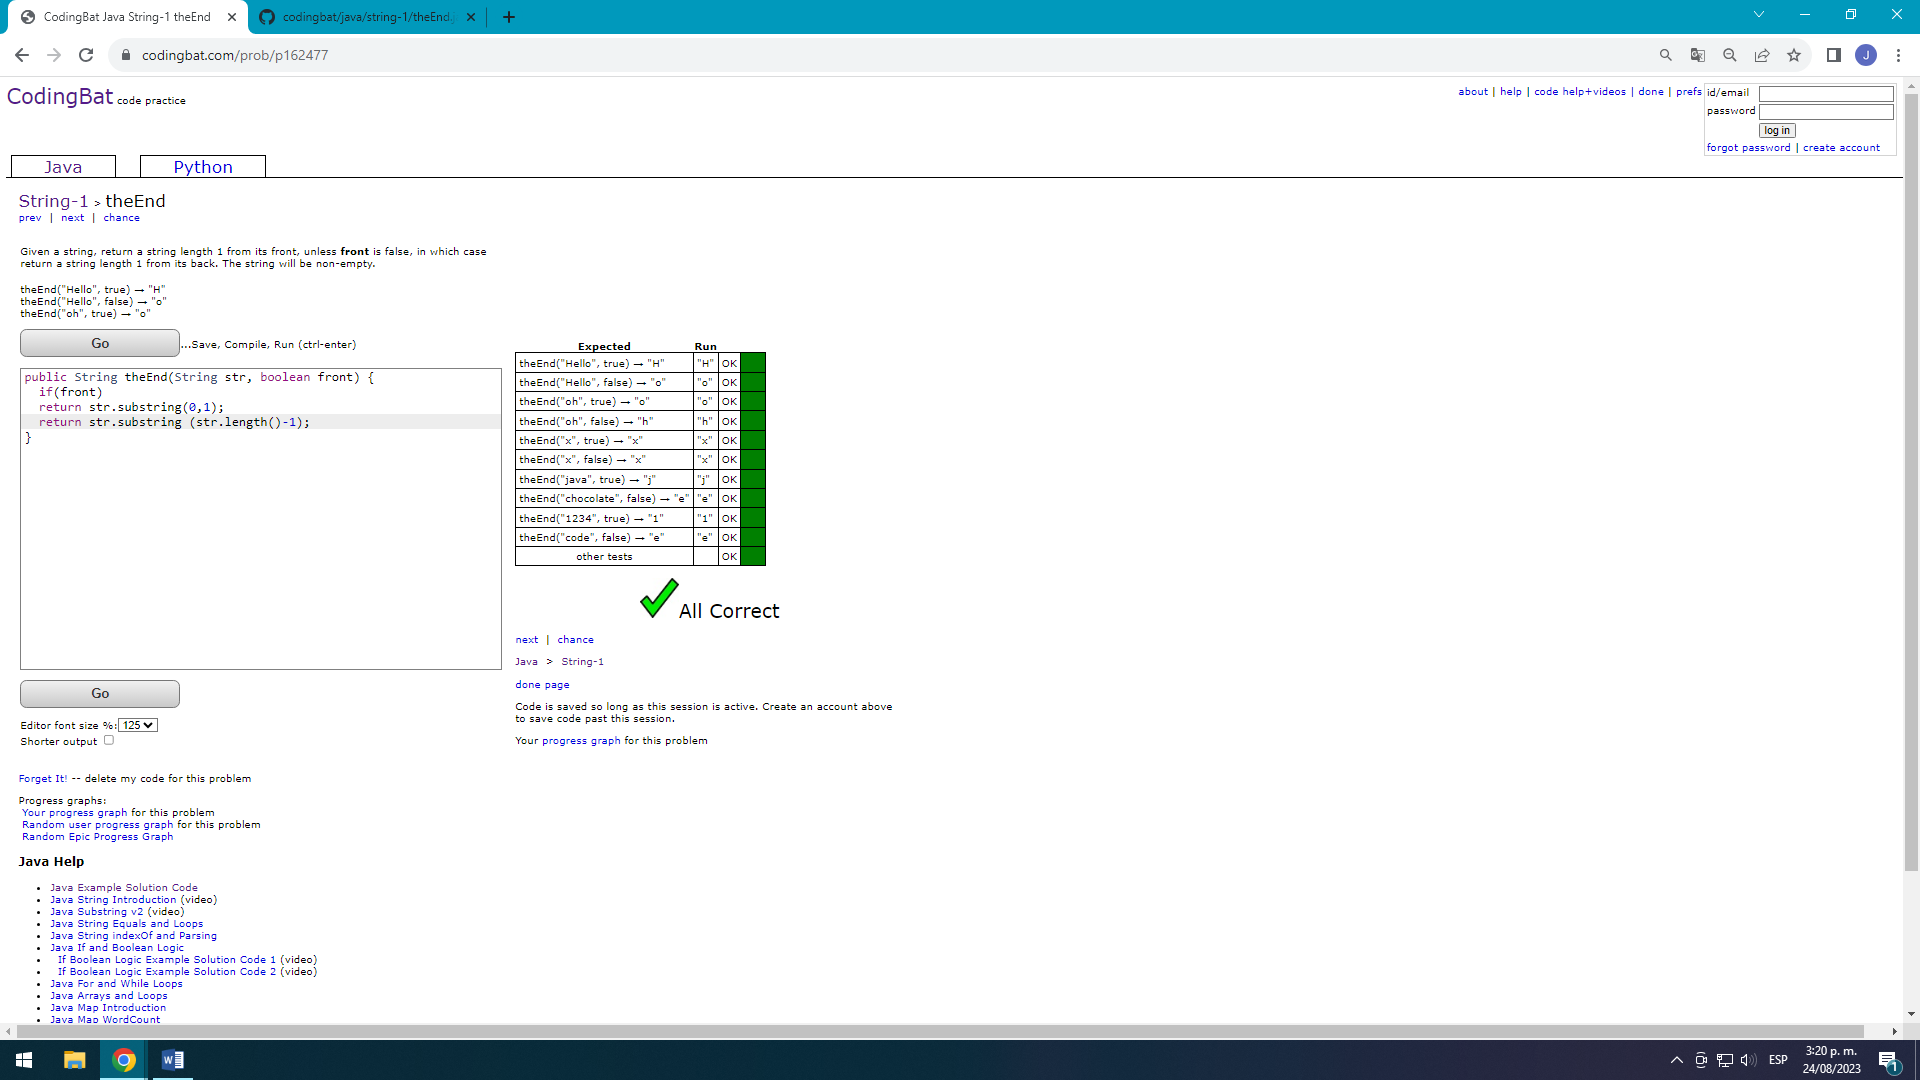 CodingBat Java String-1 theEnd
codingbat/java/string-1/theEnd.
codingbat.com/prob/p162477
J
CodingBat code practice
about | help | code help+videos | done | prefs
id/email
password
log in
forgot password | create account
Java
Python
String-1 > theEnd
prev | next | chance
Given a string, return a string length 1 from its front, unless front is false, in which case
return a string length 1 from its back. The string will be non-empty.
theEnd("Hello", true) → "H"
theEnd("Hello", false) → "o"
theEnd("oh", true) → "o"
Go
...Save, Compile, Run (ctrl-enter)
public String theEnd(String str, boolean front) {
if(front)
return str.substring(0,1);
return str.substring (str.length()-1);
}
Expected Run
theEnd("Hello", true) → "H" "H" OK
theEnd("Hello", false) → "o" "o" OK
theEnd("oh", true) → "o" "o" OK
theEnd("oh", false) → "h" "h" OK
theEnd("x", true) → "x" "x" OK
theEnd("x", false) → "x" "x" OK
theEnd("java", true) → "j" "j" OK
theEnd("chocolate", false) → "e" "e" OK
theEnd("1234", true) → "1" "1" OK
theEnd("code", false) → "e" "e" OK
other tests OK
All Correct
next | chance
Java > String-1
done page
Code is saved so long as this session is active. Create an account above
to save code past this session.
Your progress graph for this problem
Go
Editor font size %: 125
Shorter output
Forget It! -- delete my code for this problem
Progress graphs:
Your progress graph for this problem
Random user progress graph for this problem
Random Epic Progress Graph
Java Help
Java Example Solution Code
Java String Introduction (video)
Java Substring v2 (video)
Java String Equals and Loops
Java String indexOf and Parsing
Java If and Boolean Logic
If Boolean Logic Example Solution Code 1 (video)
If Boolean Logic Example Solution Code 2 (video)
Java For and While Loops
Java Arrays and Loops
Java Map Introduction
Java Map WordCount
ESP
3:20 p. m.
24/08/2023
1